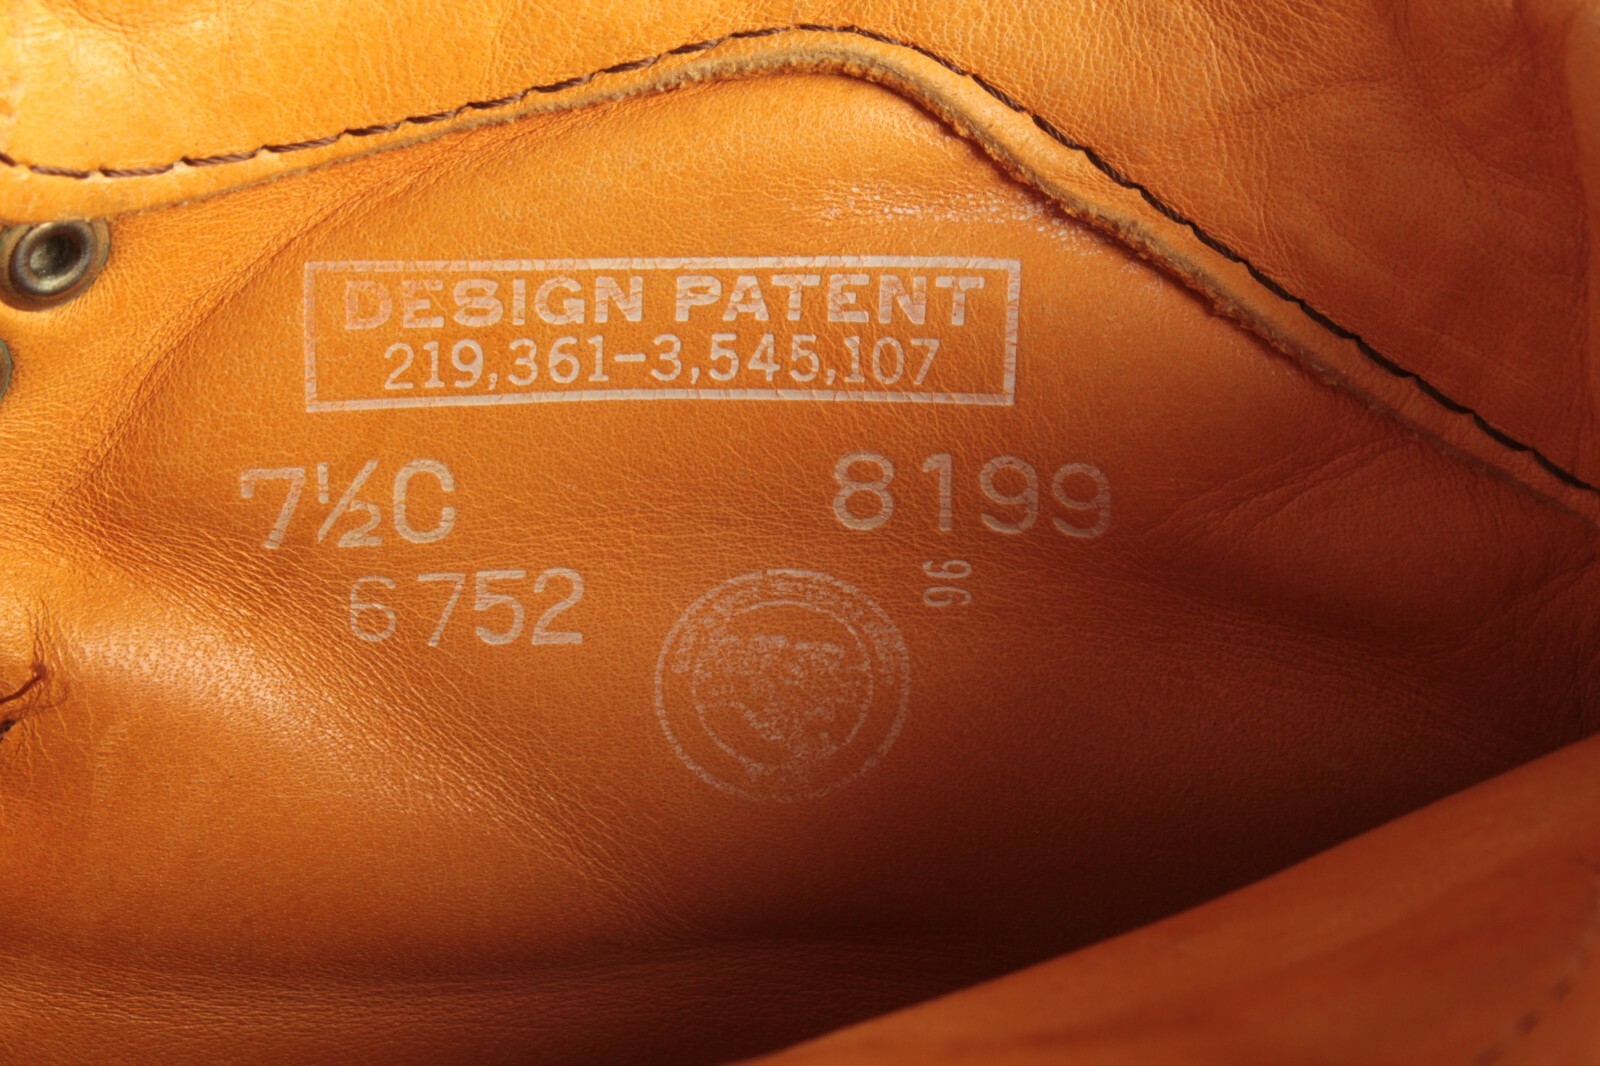 DESIGN PATENT
219,361-3,545,107
7½C 8199
6752 96